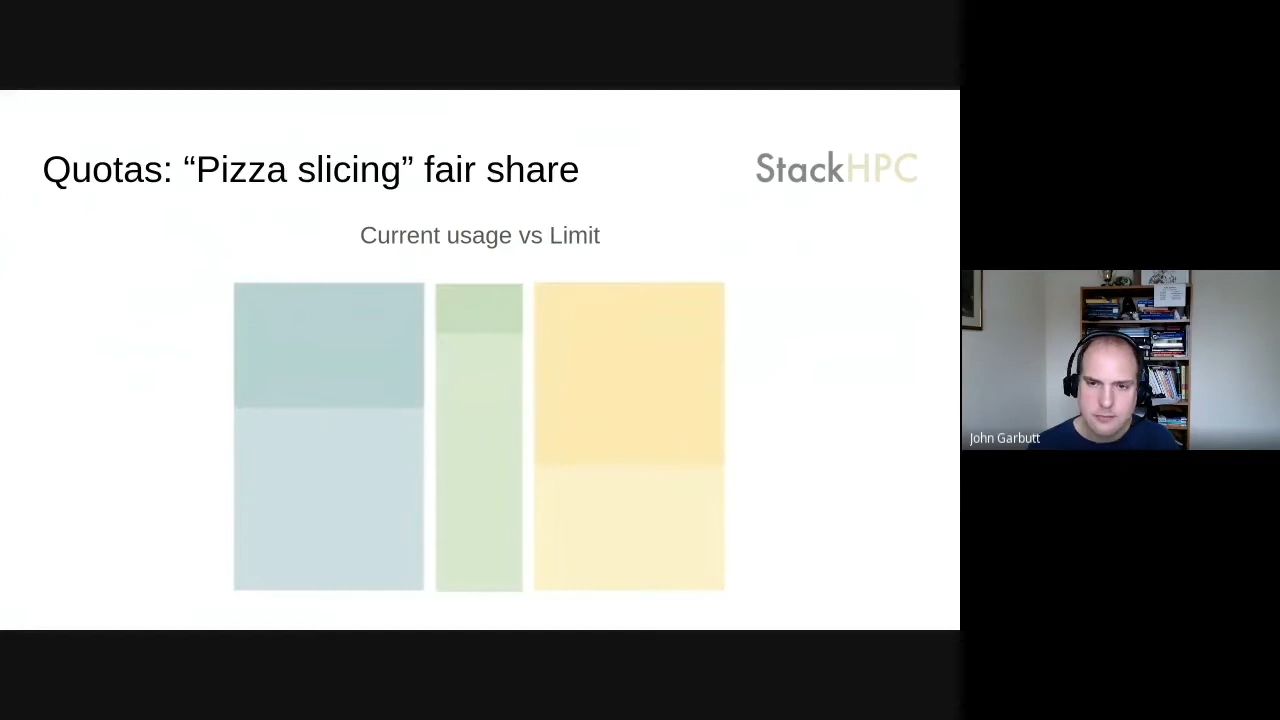 Quotas: “Pizza slicing” fair share
StackHPC
Current usage vs Limit
John Garbutt